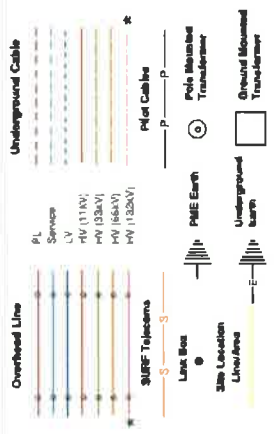 Overhead Line
Underground Cable
PL
Service
LV
HV (11kV)
HV (33kV)
HV (66kV)
HV (132kV)
*
*
SURF Telecoms
Pilot Cables
S
S
P
P
Link Box
PME Earth
Pole Mounted
Transformer
Site Location
Line/Area
Underground
Earth
E
Ground Mounted
Transformer